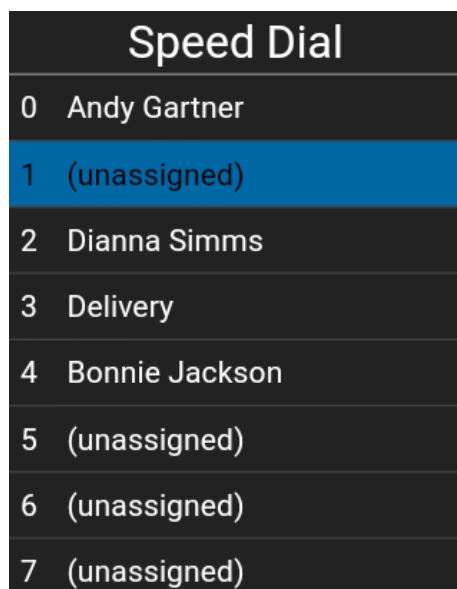 Speed Dial
0 Andy Gartner
1 (unassigned)
2 Dianna Simms
3 Delivery
4 Bonnie Jackson
5 (unassigned)
6 (unassigned)
7 (unassigned)